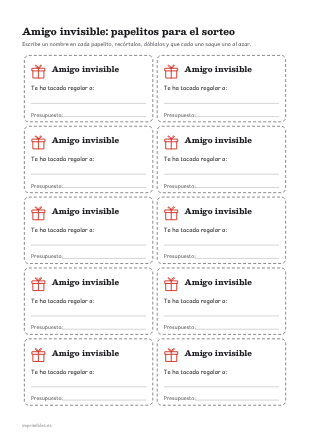 Amigo invisible: papelitos para el sorteo
Escribe un nombre en cada papelito, recórtalos, dóblalos y que cada uno saque uno al azar.
Amigo invisible
Te ha tocado regalar a:
Presupuesto:
Amigo invisible
Te ha tocado regalar a:
Presupuesto:
Amigo invisible
Te ha tocado regalar a:
Presupuesto:
Amigo invisible
Te ha tocado regalar a:
Presupuesto:
Amigo invisible
Te ha tocado regalar a:
Presupuesto:
Amigo invisible
Te ha tocado regalar a:
Presupuesto:
Amigo invisible
Te ha tocado regalar a:
Presupuesto:
Amigo invisible
Te ha tocado regalar a:
Presupuesto:
Amigo invisible
Te ha tocado regalar a:
Presupuesto:
Amigo invisible
Te ha tocado regalar a:
Presupuesto: